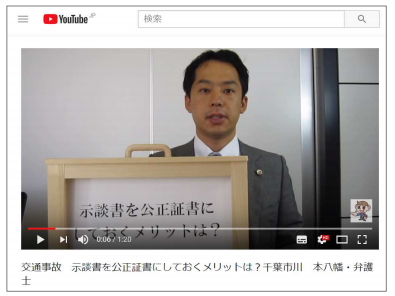 YouTube JP
検索
示談書を公正証書に
しておくメリットは？
0:06 / 1:20
交通事故　示談書を公正証書にしておくメリットは？千葉市川　本八幡・弁護
士